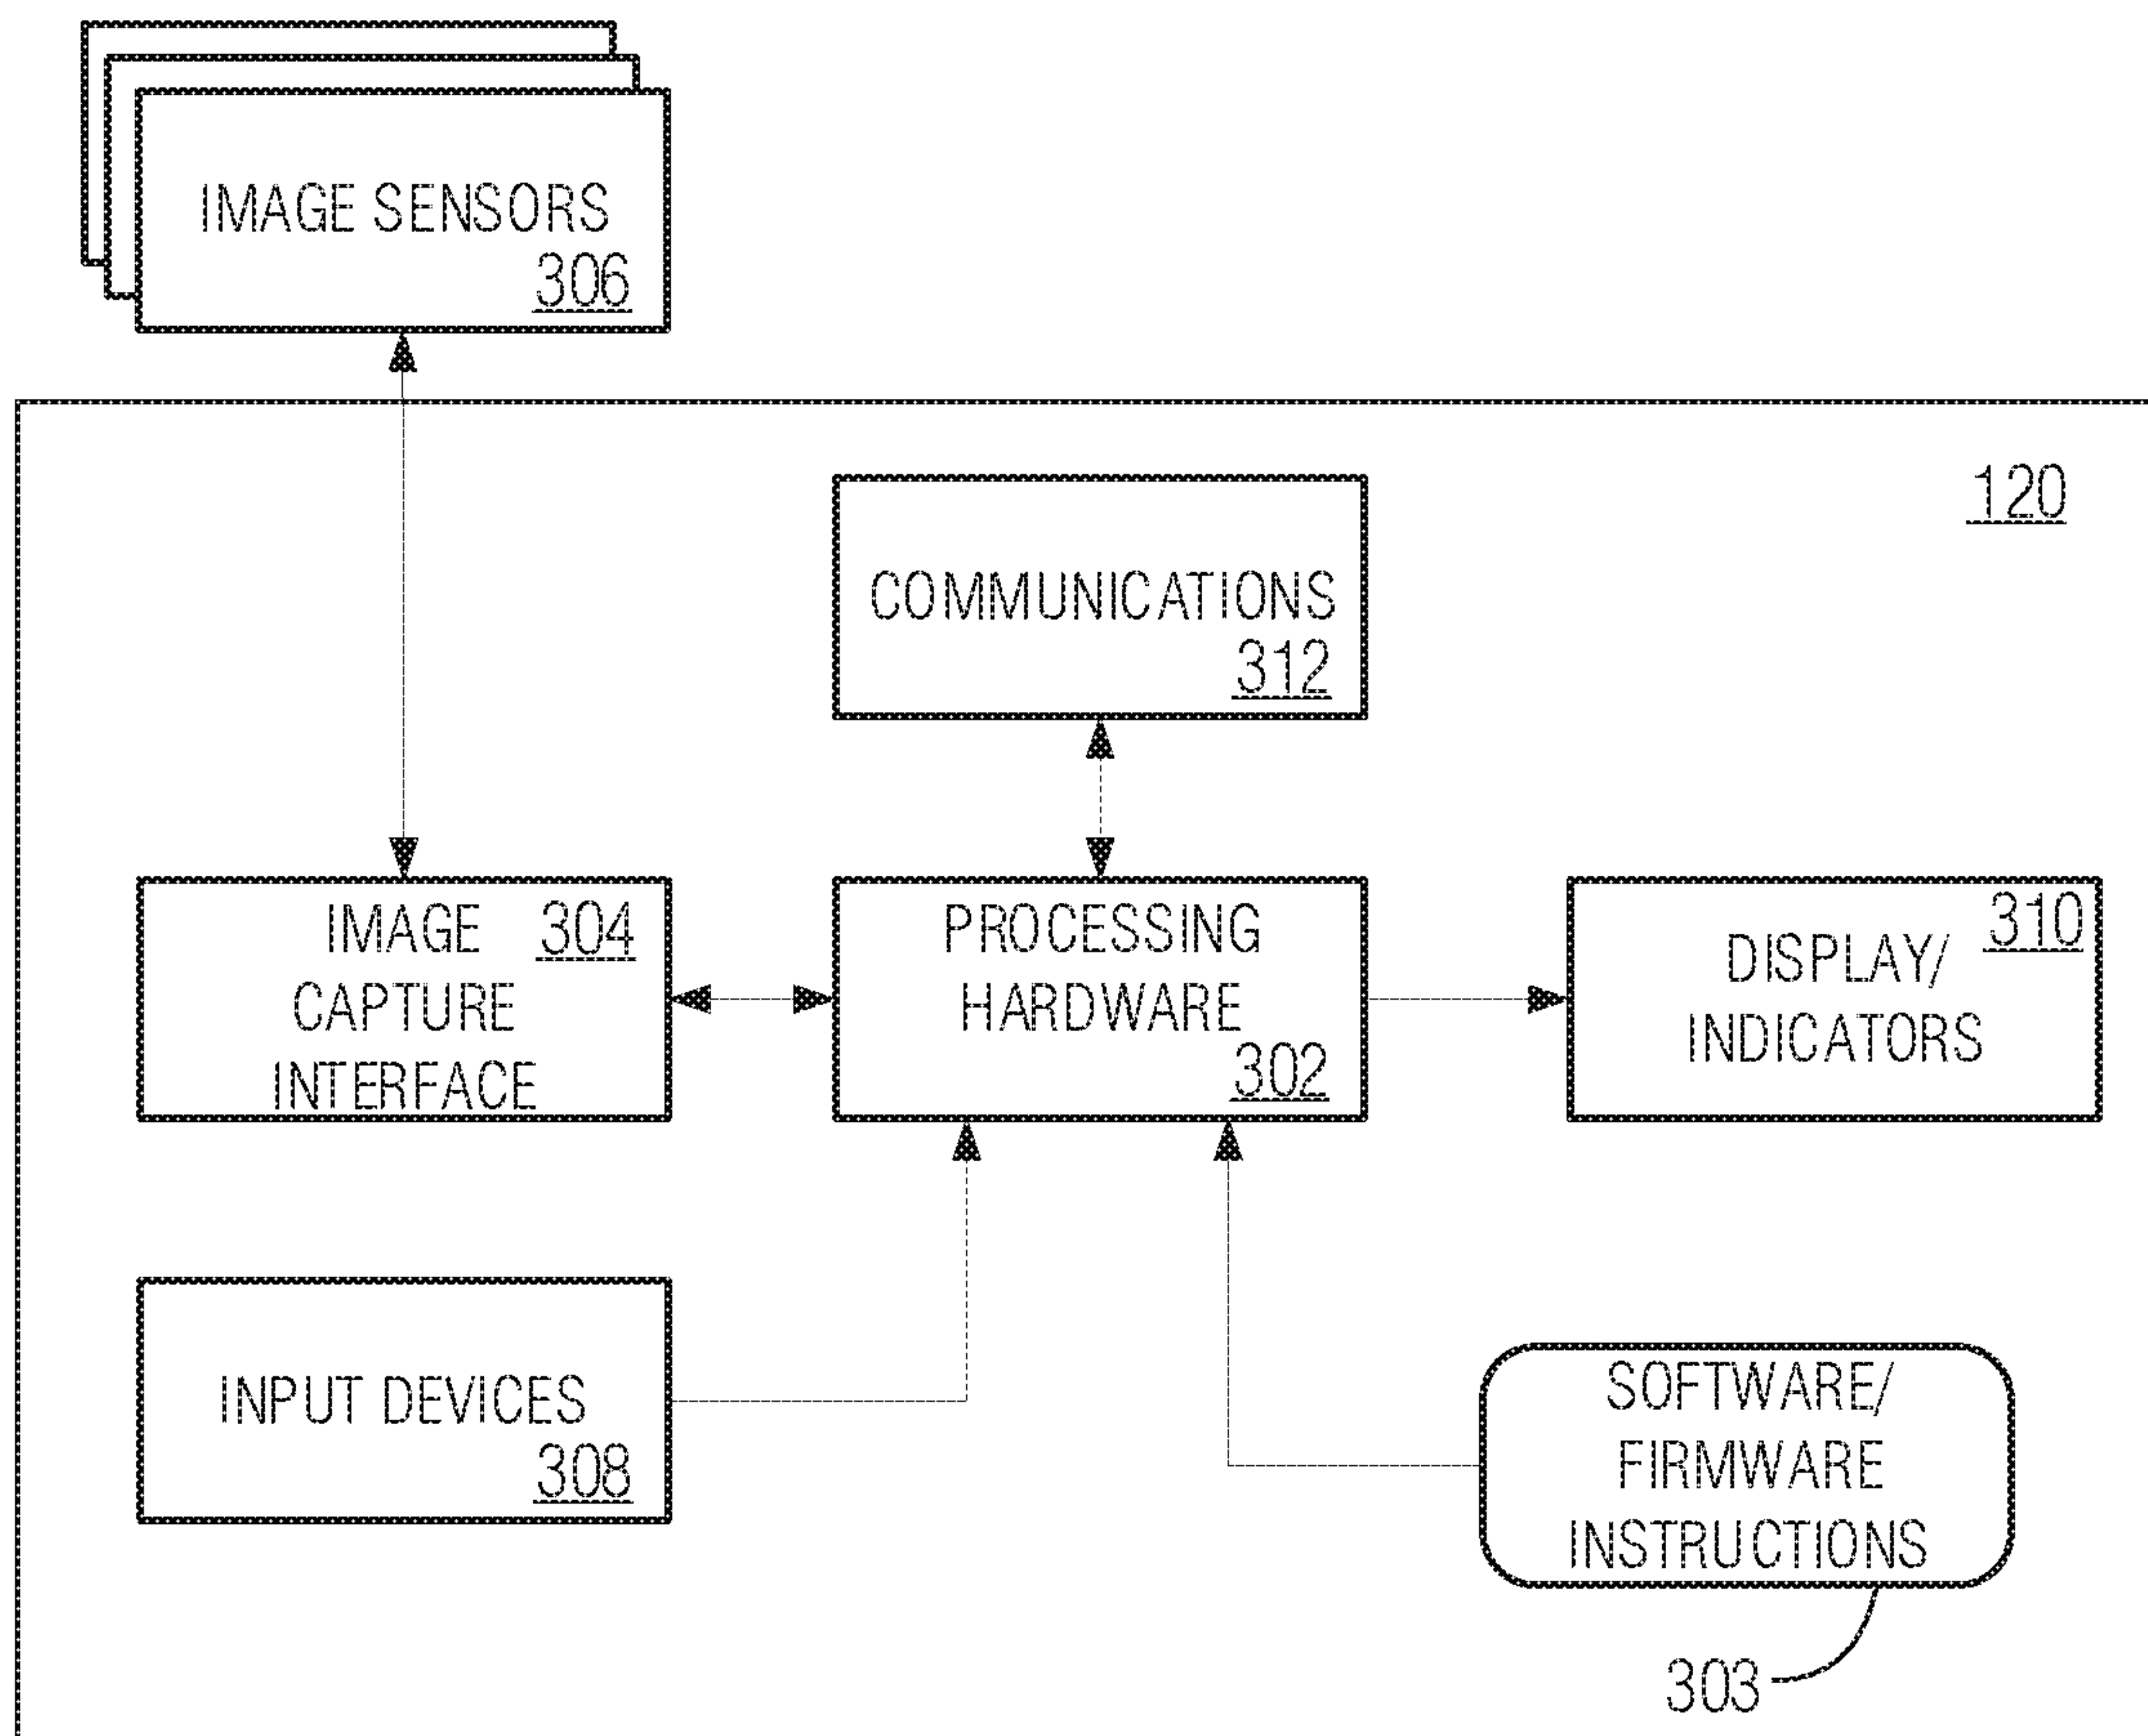 IMAGE SENSORS
306
120
COMMUNICATIONS
312
IMAGE 304
CAPTURE
INTERFACE
PROCESSING
HARDWARE
302
310
DISPLAY/
INDICATORS
INPUT DEVICES
308
SOFTWARE/
FIRMWARE
INSTRUCTIONS
303